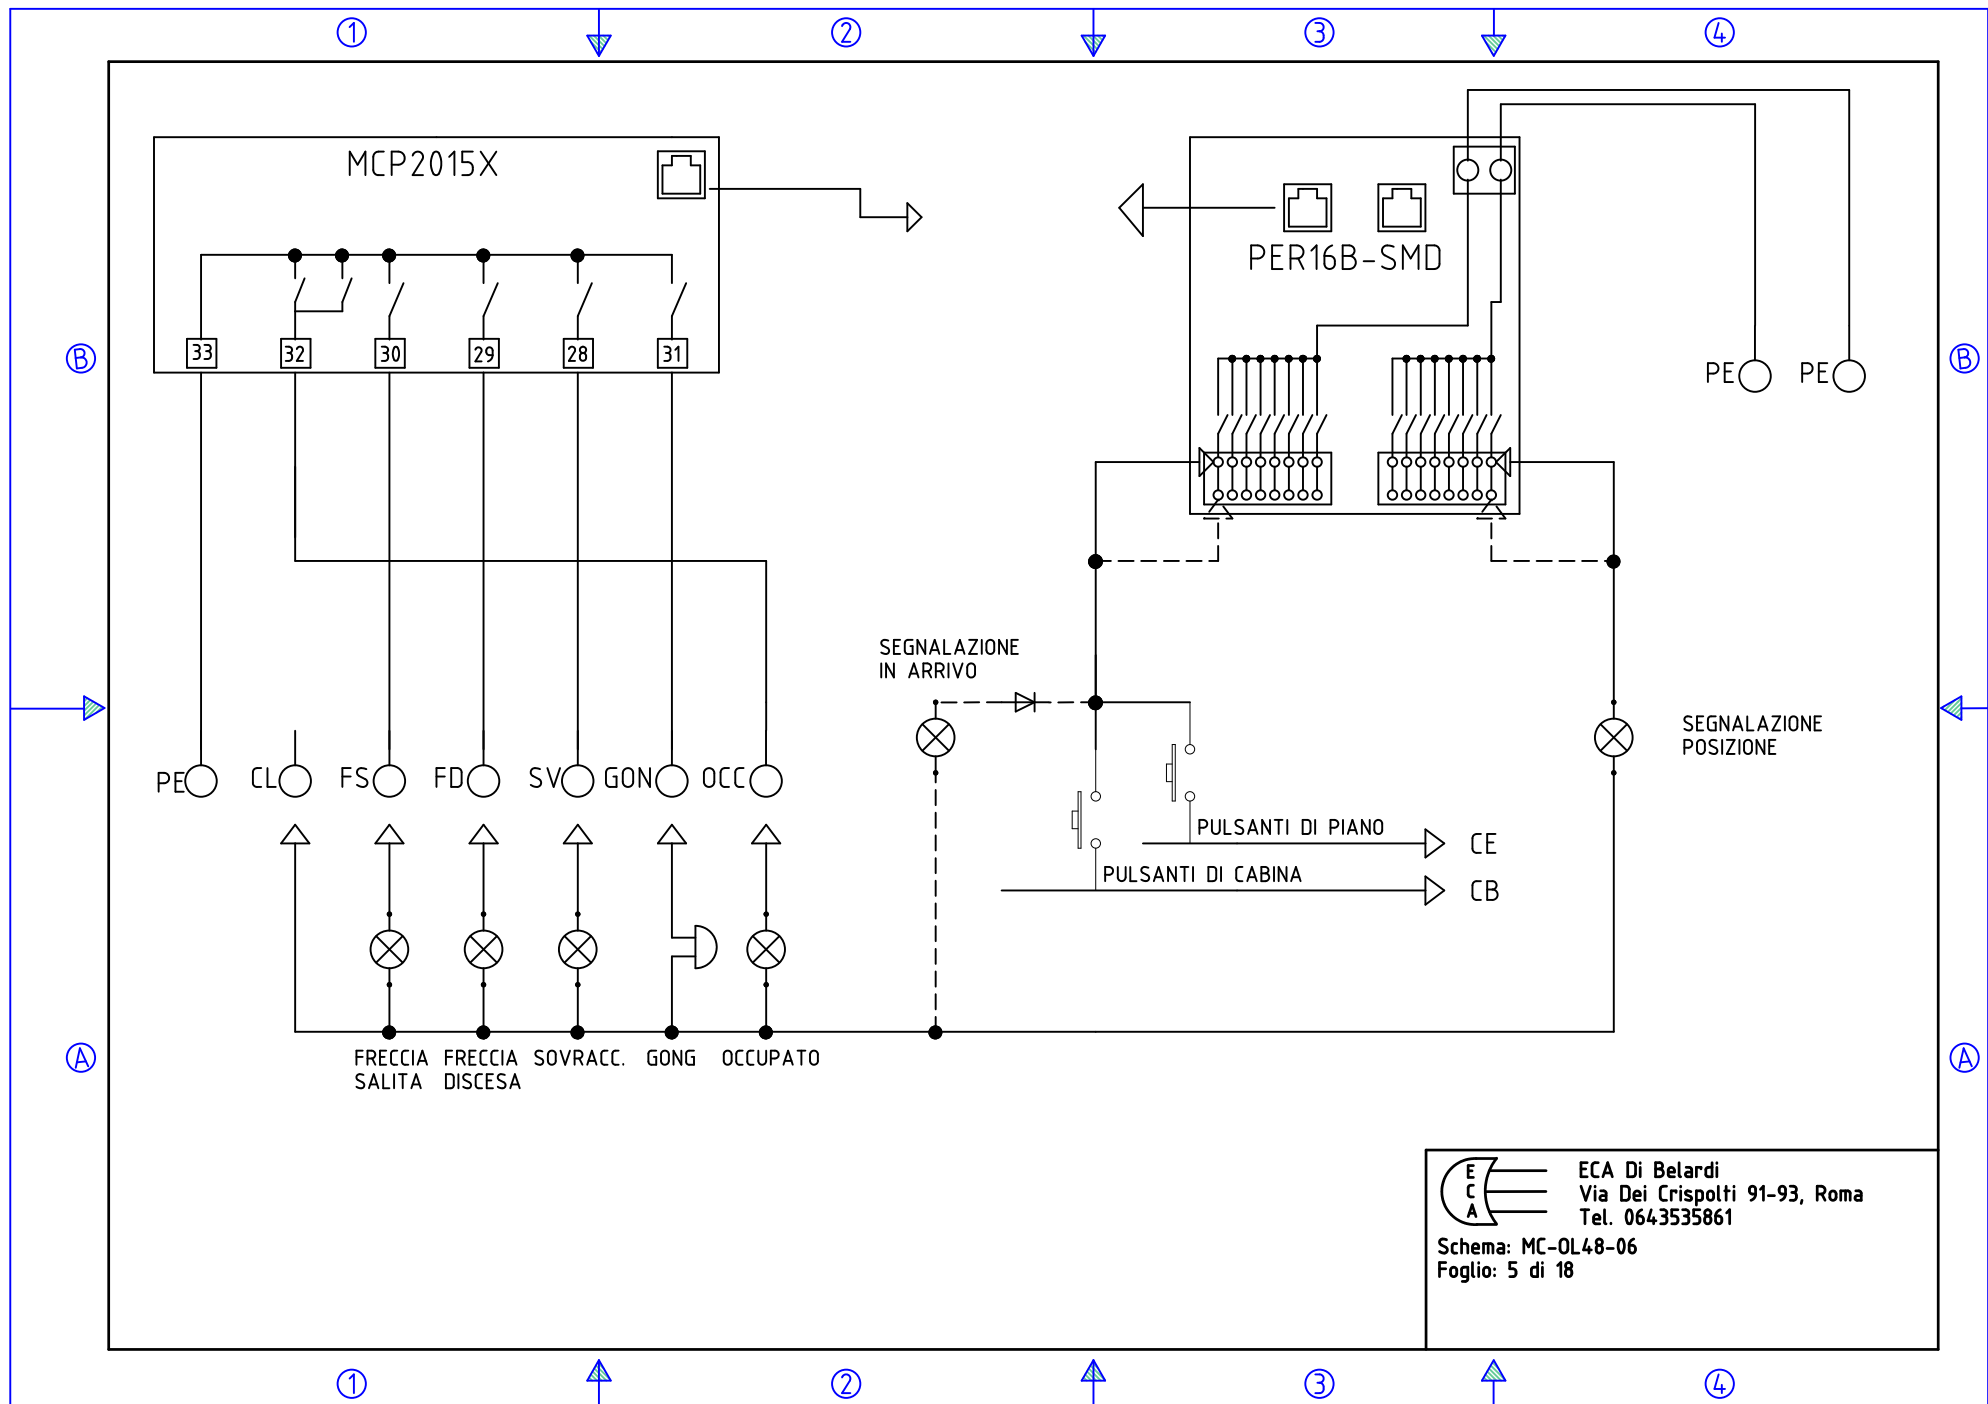 1 2 3 4
MCP2015X
PER16B-SMD
33 32 30 29 28 31
B
PE PE
B
SEGNALAZIONE
IN ARRIVO
SEGNALAZIONE
POSIZIONE
PE CL FS FD SV GON OCC
PULSANTI DI PIANO CE
PULSANTI DI CABINA CB
A
FRECCIA
SALITA
FRECCIA
DISCESA
SOVRACC.
GONG
OCCUPATO
A
E
C
A
ECA Di Belardi
Via Dei Crispolti 91-93, Roma
Tel. 0643535861
Schema: MC-OL48-06
Foglio: 5 di 18
1 2 3 4